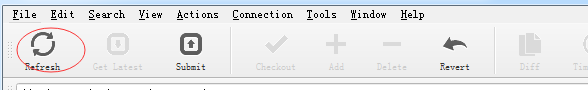 File Edit Search View Actions Connection Tools Window Help
Refresh Get Latest Submit Checkout Add Delete Revert Diff